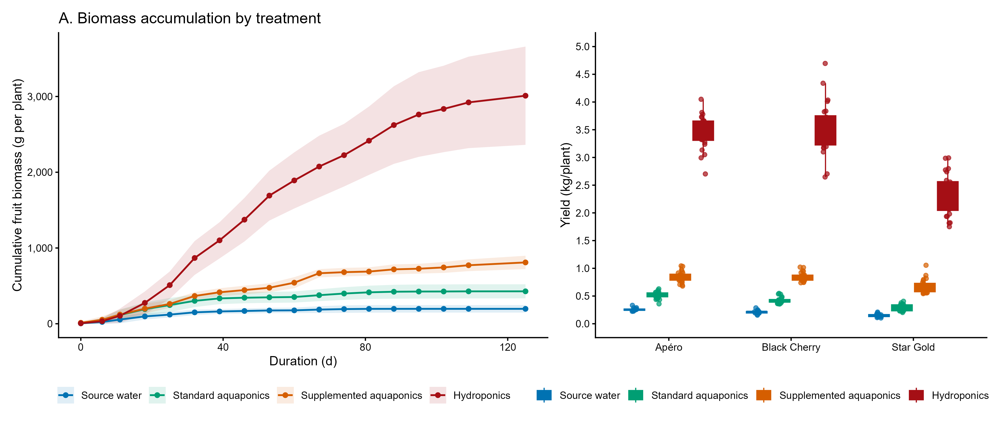 A. Biomass accumulation by treatment
Cumulative fruit biomass (g per plant)
3,000
2,000
1,000
0
0 40 80 120
Duration (d)
Source water Standard aquaponics Supplemented aquaponics Hydroponics
Yield (kg/plant)
5.0
4.5
4.0
3.5
3.0
2.5
2.0
1.5
1.0
0.5
0.0
Apéro Black Cherry Star Gold
Source water Standard aquaponics Supplemented aquaponics Hydroponics